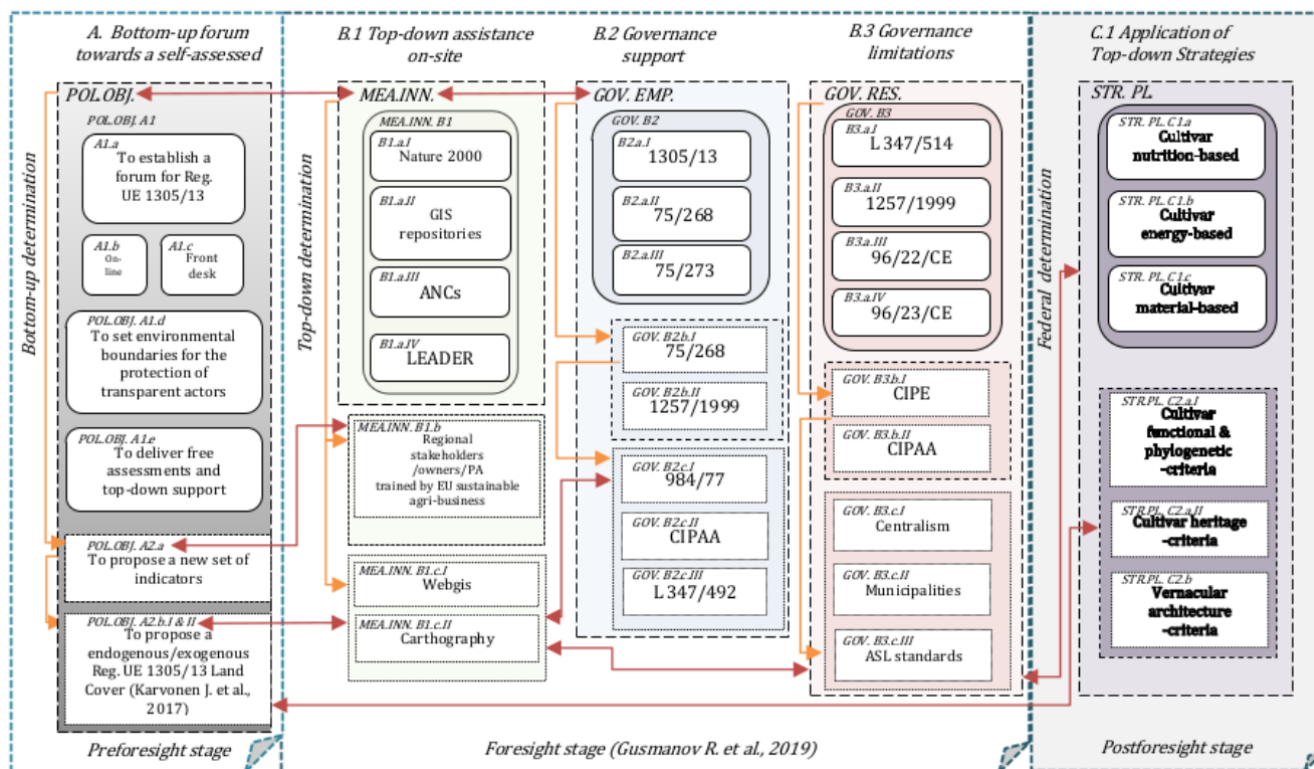 A. Bottom-up forum
towards a self-assessed
Bottom-up determination
POL.OBJ.
POL.OBJ. A1
A1.a
To establish a
forum for Reg.
UE 1305/13
A1.b
On-
line
A1.c
Front
desk
POL.OBJ. A1.d
To set environmental
boundaries for the
protection of
transparent actors
POL.OBJ. A1.e
To deliver free
assessments and
top-down support
POL.OBJ. A2.a
To propose a new set of
indicators
POL.OBJ. A2.b.I & II
To propose a
endogenous/exogenous
Reg. UE 1305/13 Land
Cover (Karvonen J. et al.,
2017)
Preforesight stage
B.1 Top-down assistance
on-site
Top-down determination
MEA.INN.
MEA.INN. B1
B1.a.I
Nature 2000
B1.a.II
GIS
repositories
B1.a.III
ANCs
B1.a.IV
LEADER
MEA.INN. B1.b
Regional
stakeholders
/owners/PA
trained by EU sustainable
agri-business
MEA.INN. B1.c.I
Webgis
MEA.INN. B1.c.II
Carthography
B.2 Governance
support
GOV. EMP.
GOV. B2
B2.a.I
1305/13
B2.a.II
75/268
B2.a.III
75/273
GOV. B2.b.I
75/268
GOV. B2.b.II
1257/1999
GOV. B2.c.I
984/77
GOV. B2.c.II
CIPAA
GOV. B2.c.III
L 347/492
B.3 Governance
limitations
GOV. RES.
GOV. B3
B3.a.I
L 347/514
B3.a.II
1257/1999
B3.a.III
96/22/CE
B3.a.IV
96/23/CE
GOV. B3.b.I
CIPE
GOV. B3.b.II
CIPAA
GOV. B3.c.I
Centralism
GOV. B3.c.II
Municipalities
GOV. B3.c.III
ASL standards
Foresight stage (Gusmanov R. et al., 2019)
Federal determination
C.1 Application of
Top-down Strategies
STR. PL.
STR. PL. C1.a
Cultivar
nutrition-based
STR. PL. C1.b
Cultivar
energy-based
STR. PL. C1.c
Cultivar
material-based
STR.PL. C2.a.I
Cultivar
functional &
phylogenetic
-criteria
STR.PL. C2.a.II
Cultivar heritage
-criteria
STR.PL. C2.b
Vernacular
architecture
-criteria
Postforesight stage